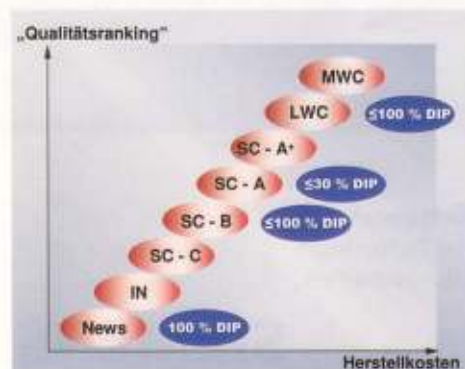 „Qualitätsranking"
MWC
LWC
≤100 % DIP
SC - A⁺
SC - A
≤30 % DIP
SC - B
≤100 % DIP
SC - C
IN
News
100 % DIP
Herstellkosten